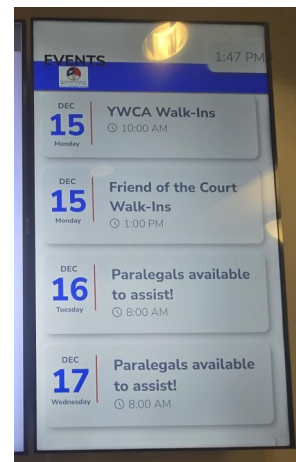 EVENTS
1:47 PM
DEC
15
Monday
YWCA Walk-Ins
10:00 AM
DEC
15
Monday
Friend of the Court
Walk-Ins
1:00 PM
DEC
16
Tuesday
Paralegals available
to assist!
8:00 AM
DEC
17
Wednesday
Paralegals available
to assist!
8:00 AM